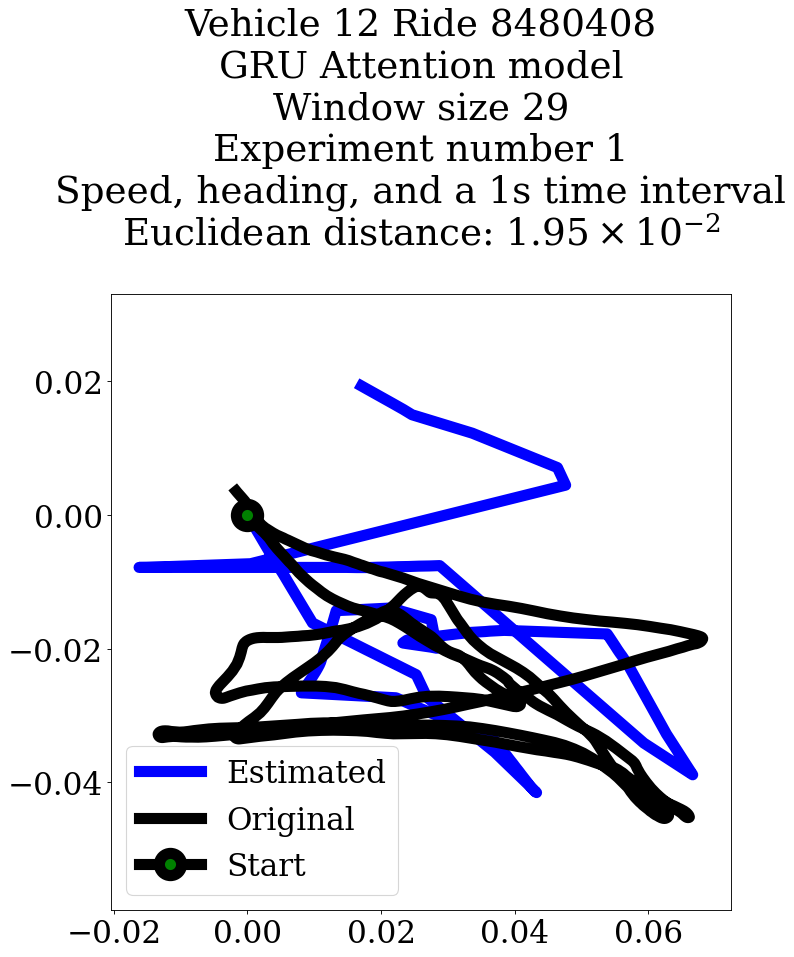 Vehicle 12 Ride 8480408
GRU Attention model
Window size 29
Experiment number 1
Speed, heading, and a 1s time interval
Euclidean distance: 1.95 × 10⁻²
0.02
0.00
−0.02
−0.04
Estimated
Original
Start
−0.02 0.00 0.02 0.04 0.06